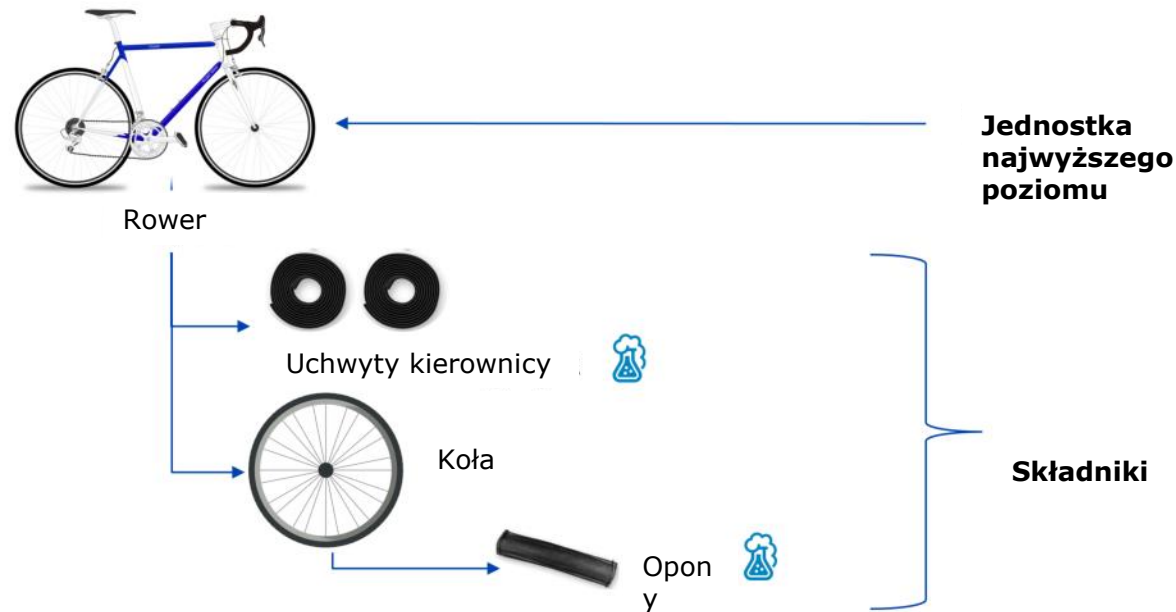 Jednostka
najwyższego
poziomu
Rower
Uchwyty kierownicy
Koła
Składniki
Opon
y